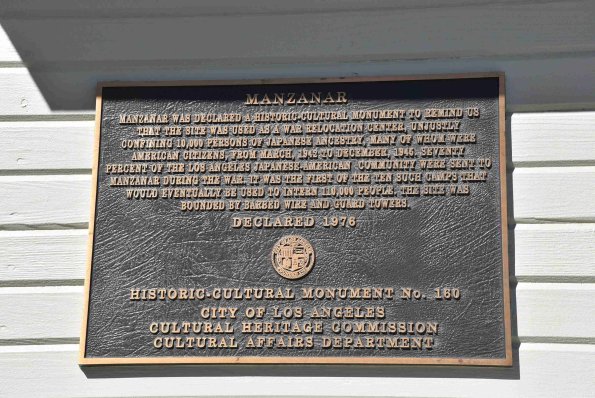 MANZANAR
MANZANAR WAS DECLARED A HISTORIC-CULTURAL MONUMENT TO REMIND US
THAT THE SITE WAS USED AS A WAR RELOCATION CENTER, UNJUSTLY
CONFINING 10,000 PERSONS OF JAPANESE ANCESTRY, MANY OF WHOM WERE
AMERICAN CITIZENS, FROM MARCH, 1942 TO DECEMBER, 1945. SEVENTY
PERCENT OF THE LOS ANGELES JAPANESE-AMERICAN COMMUNITY WERE SENT TO
MANZANAR DURING THE WAR. IT WAS THE FIRST OF THE TEN SUCH CAMPS THAT
WOULD EVENTUALLY BE USED TO INTERN 110,000 PEOPLE. THE SITE WAS
BOUNDED BY BARBED WIRE AND GUARD TOWERS.
DECLARED 1976
HISTORIC-CULTURAL MONUMENT No. 160
CITY OF LOS ANGELES
CULTURAL HERITAGE COMMISSION
CULTURAL AFFAIRS DEPARTMENT